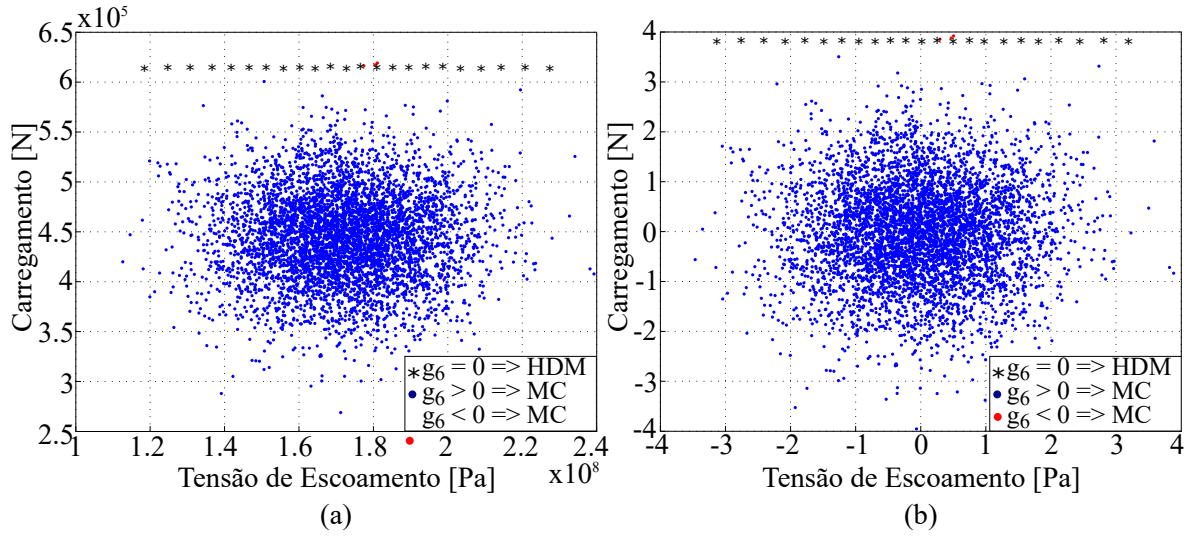 x10⁵
6.5
6
5.5
5
4.5
4
3.5
3
2.5
Carregamento [N]
1
1.2
1.4
1.6
1.8
2
2.2
2.4
x10⁸
Tensão de Escoamento [Pa]
g₆ = 0 => HDM
g₆ > 0 => MC
g₆ < 0 => MC
(a)
4
3
2
1
0
-1
-2
-3
-4
Carregamento [N]
-4
-3
-2
-1
0
1
2
3
4
Tensão de Escoamento [Pa]
g₆ = 0 => HDM
g₆ > 0 => MC
g₆ < 0 => MC
(b)